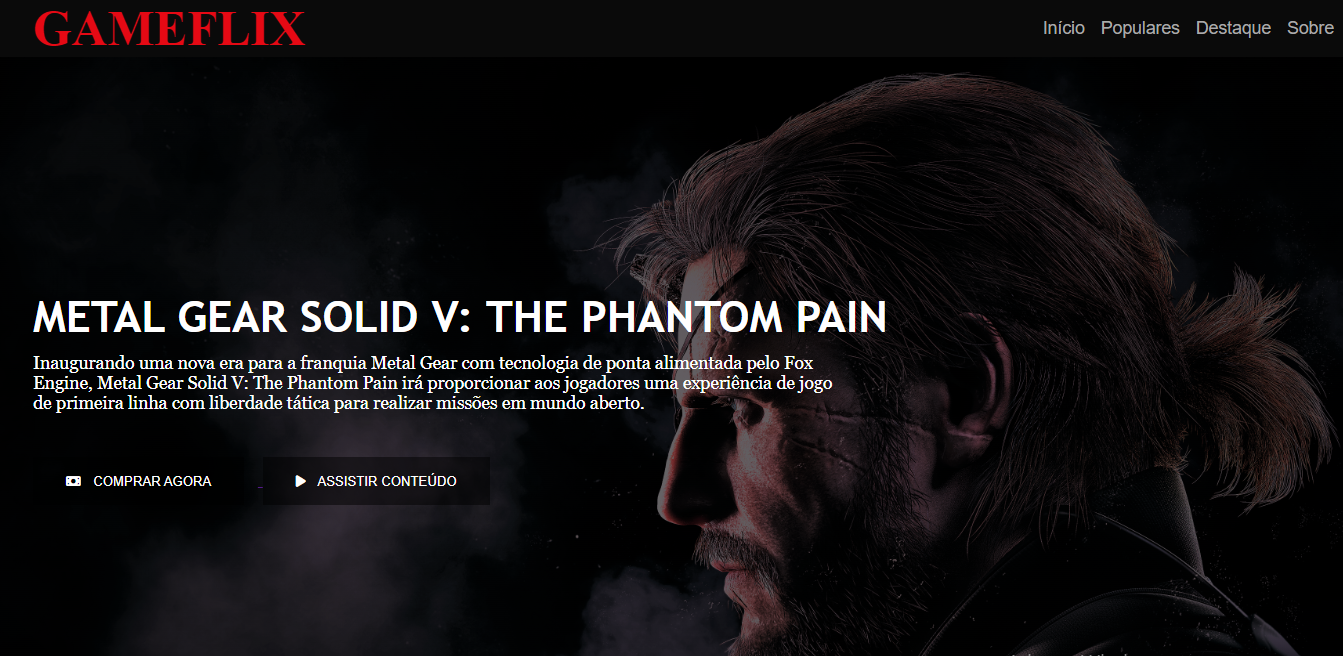 GAMEFLIX
Início Populares Destaque Sobre
METAL GEAR SOLID V: THE PHANTOM PAIN
Inaugurando uma nova era para a franquia Metal Gear com tecnologia de ponta alimentada pelo Fox
Engine, Metal Gear Solid V: The Phantom Pain irá proporcionar aos jogadores uma experiência de jogo
de primeira linha com liberdade tática para realizar missões em mundo aberto.
COMPRAR AGORA
ASSISTIR CONTEÚDO